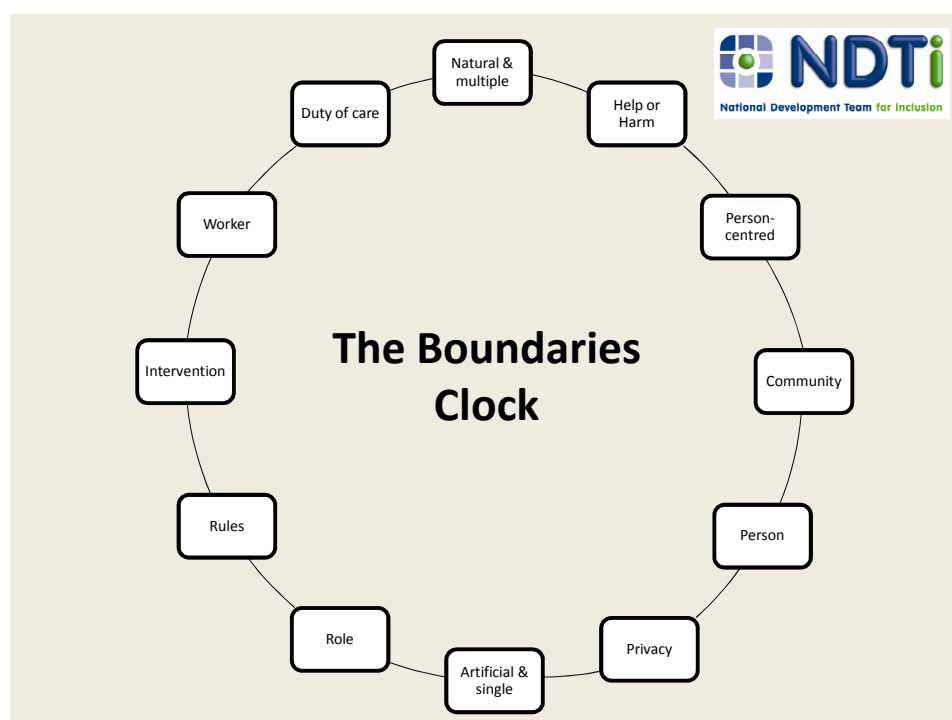 Natural &
multiple
Help or
Harm
Person-
centred
Community
Person
Privacy
Artificial &
single
Role
Rules
Intervention
Worker
Duty of care
The Boundaries
Clock
NDTi
National Development Team for Inclusion